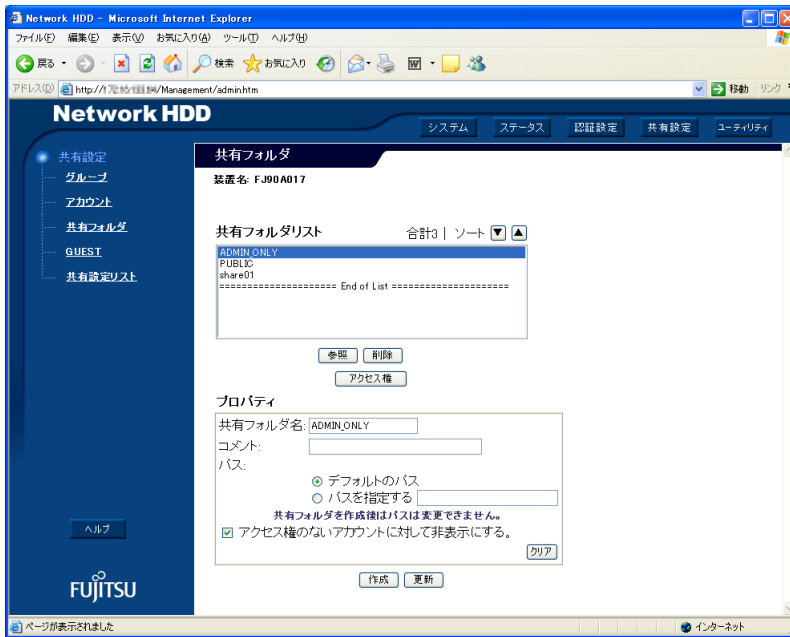 Network HDD - Microsoft Internet Explorer
ファイル(F) 編集(E) 表示(V) お気に入り(A) ツール(T) ヘルプ(H)
戻る 検索 お気に入り
アドレス(D) /Management/admin.htm 移動 リンク
Network HDD
システム ステータス 認証設定 共有設定 ユーティリティ
共有設定
グループ
アカウント
共有フォルダ
GUEST
共有設定リスト
ヘルプ
FUJITSU
共有フォルダ
装置名: FJ90A017
共有フォルダリスト 合計3 | ソート ▼ ▲
ADMIN_ONLY
PUBLIC
share01
===================== End of List =====================
参照 削除
アクセス権
プロパティ
共有フォルダ名: ADMIN_ONLY
コメント:
パス:
デフォルトのパス
パスを指定する
共有フォルダを作成後はパスは変更できません。
アクセス権のないアカウントに対して非表示にする。
クリア
作成 更新
ページが表示されました インターネット